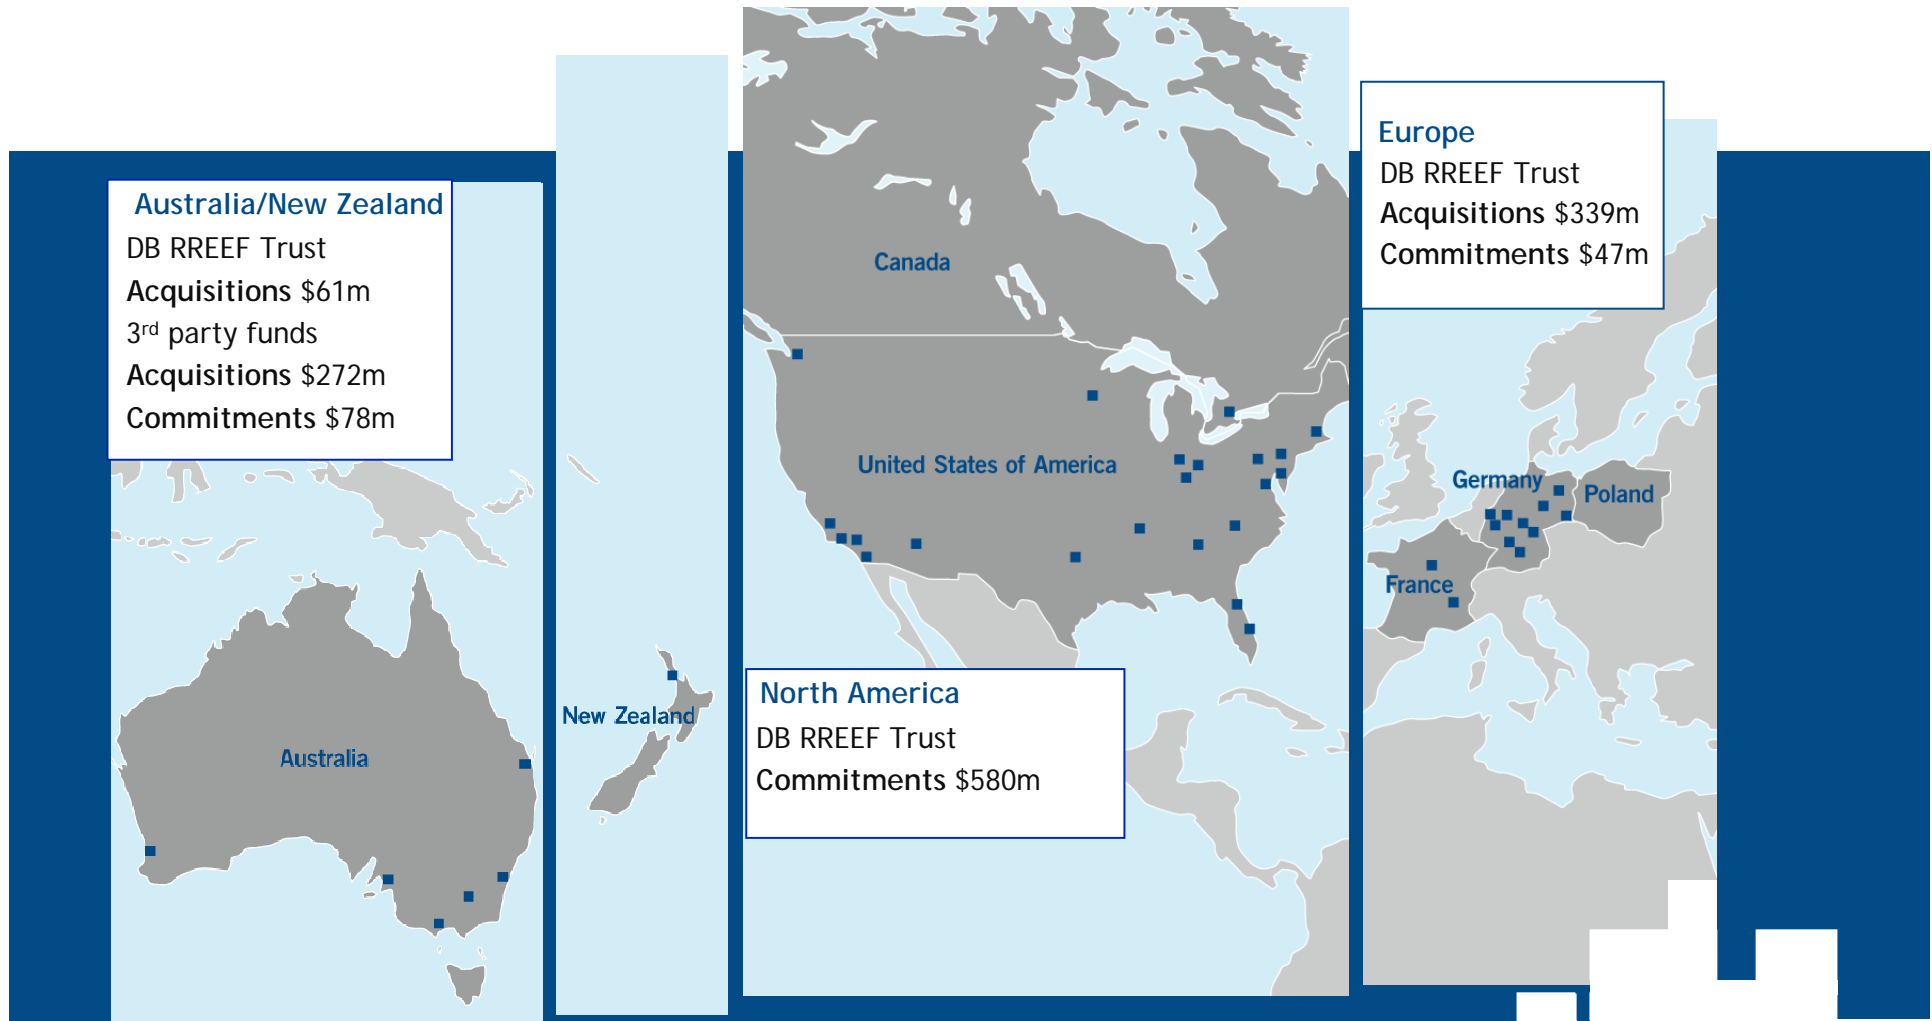 Australia/New Zealand
DB RREEF Trust
Acquisitions $61m
3rd party funds
Acquisitions $272m
Commitments $78m
Australia
New Zealand
Canada
United States of America
North America
DB RREEF Trust
Commitments $580m
Europe
DB RREEF Trust
Acquisitions $339m
Commitments $47m
Germany
Poland
France